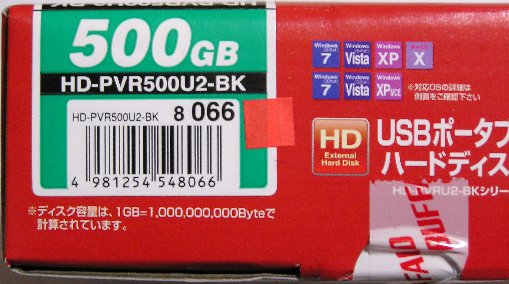 500GB
HD-PVR500U2-BK
HD-PVR500U2-BK 8 066
4 981254 548066
※ディスク容量は、1GB=1,000,000,000Byteで
計算されています。
Windows 7 Windows Vista Windows XP X
Windows 7 Windows Vista Windows XP MCE
※対応OSの詳細は
側面をご確認下さい
HD
External
Hard Disk
USBポータブ
ハードディス